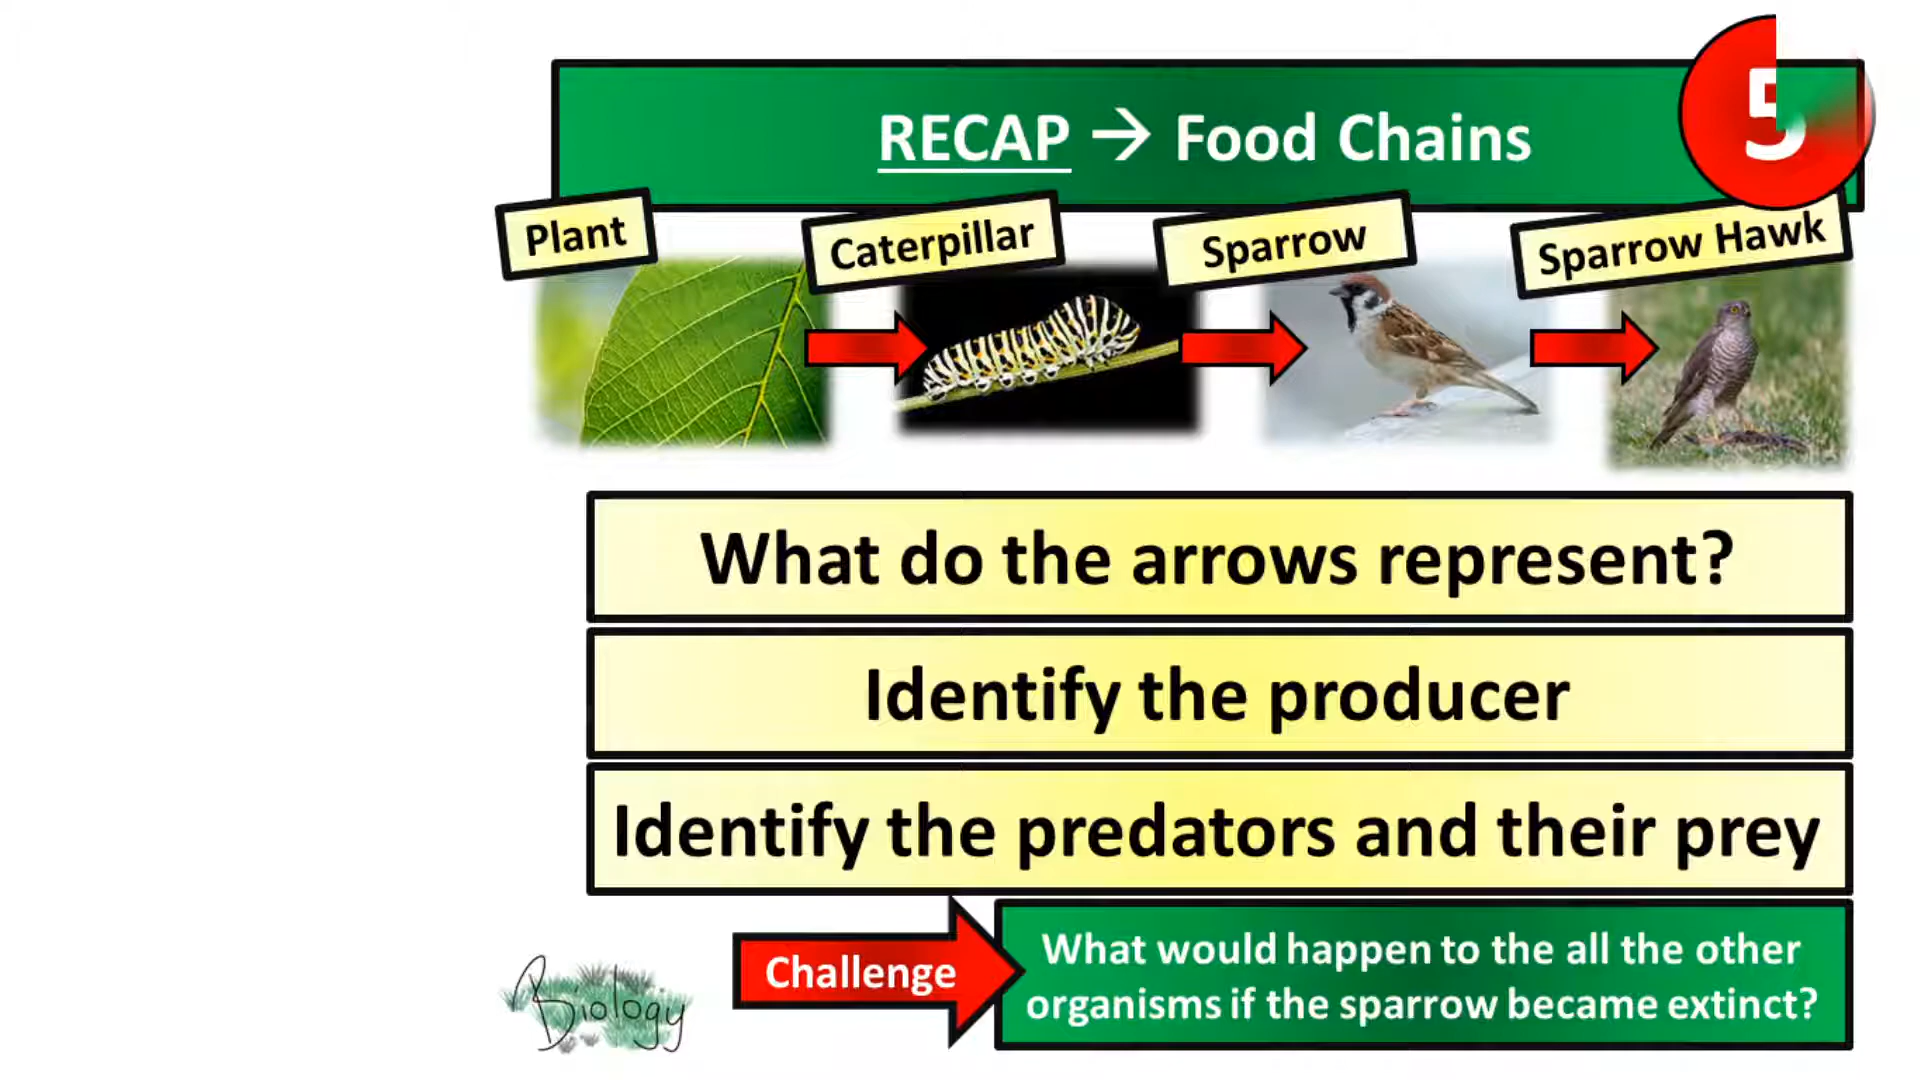 RECAP → Food Chains
5
Plant
Caterpillar
Sparrow
Sparrow Hawk
What do the arrows represent?
Identify the producer
Identify the predators and their prey
Challenge
What would happen to the all the other
organisms if the sparrow became extinct?
Biology